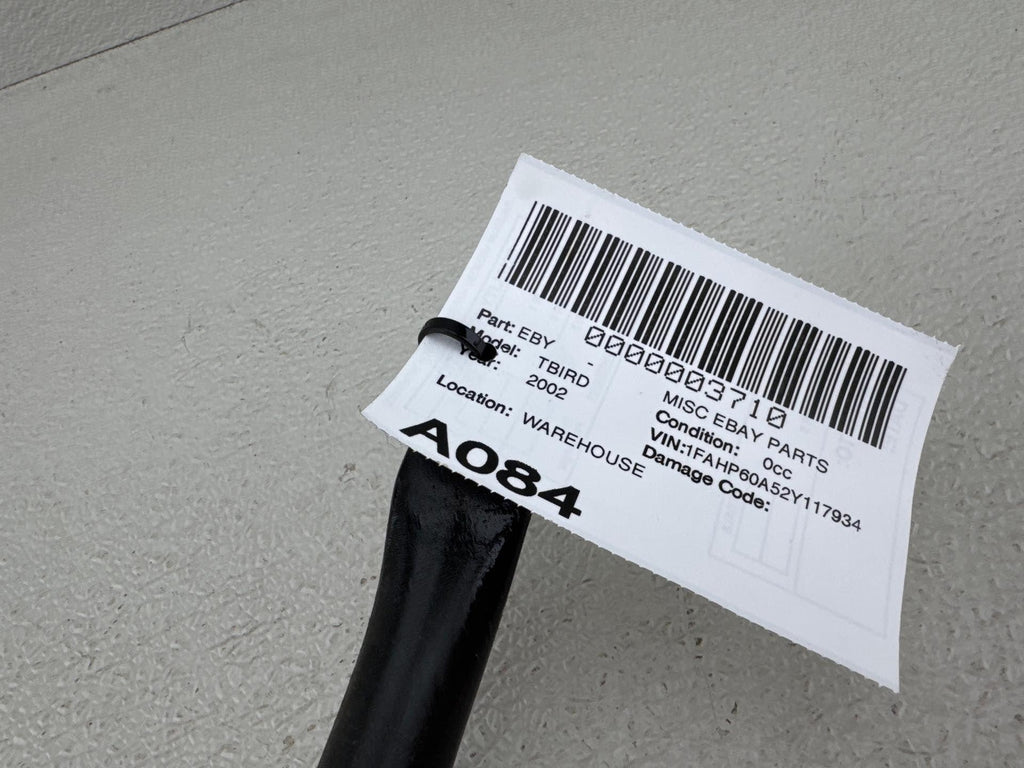 0000003710
Part: EBY -
Model: TBIRD
Year: 2002
MISC EBAY PARTS
Condition: 0cc
VIN:1FAHP60A52Y117934
Damage Code:
Location: WAREHOUSE
A084